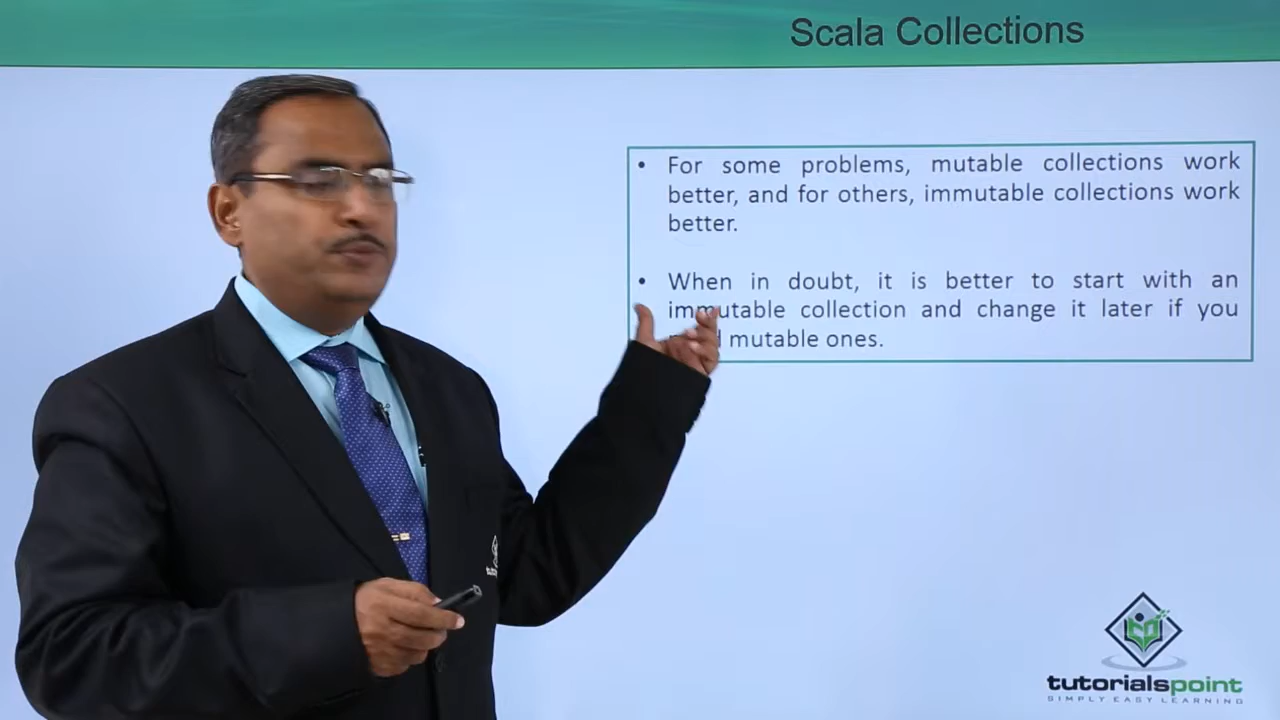 Scala Collections
• For some problems, mutable collections work
better, and for others, immutable collections work
better.
• When in doubt, it is better to start with an
immutable collection and change it later if you
mutable ones.
tutorialspoint
SIMPLY EASY LEARNING